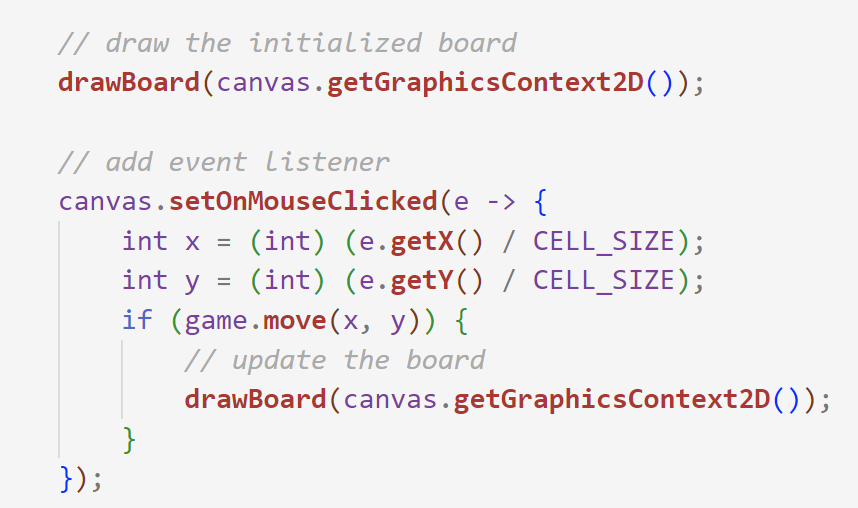 // draw the initialized board
drawBoard(canvas.getGraphicsContext2D());
// add event listener
canvas.setOnMouseClicked(e -> {
int x = (int) (e.getX() / CELL_SIZE);
int y = (int) (e.getY() / CELL_SIZE);
if (game.move(x, y)) {
// update the board
drawBoard(canvas.getGraphicsContext2D());
}
});